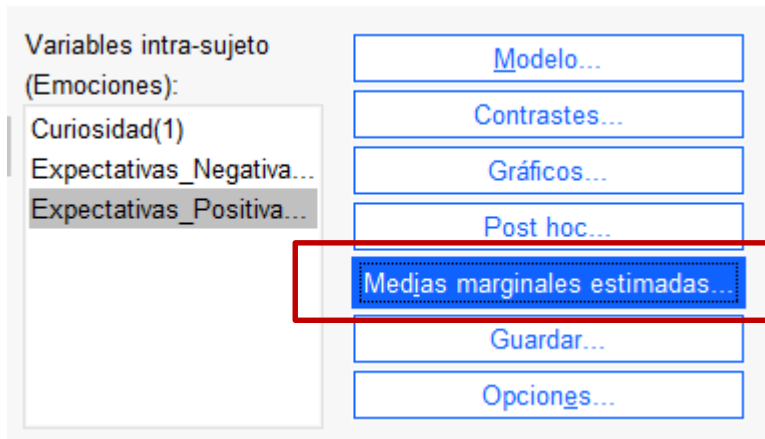 Variables intra-sujeto
(Emociones):
Curiosidad(1)
Expectativas_Negativa...
Expectativas_Positiva...
Modelo...
Contrastes...
Gráficos...
Post hoc...
Medias marginales estimadas...
Guardar...
Opciones...